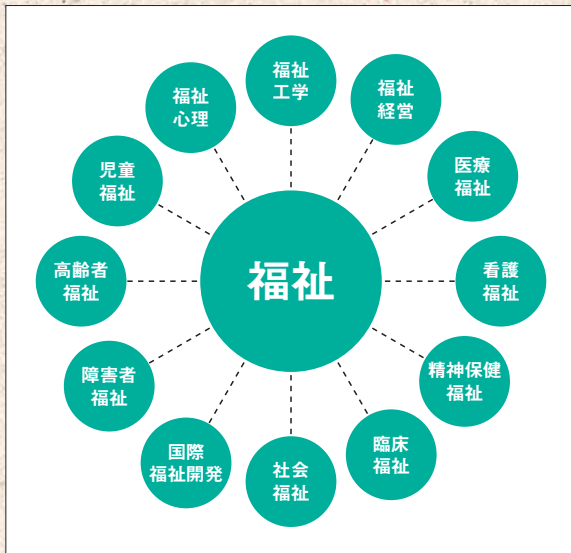 福祉
工学
福祉
経営
医療
福祉
看護
福祉
精神保健
福祉
臨床
福祉
社会
福祉
国際
福祉開発
障害者
福祉
高齢者
福祉
児童
福祉
福祉
心理
福祉